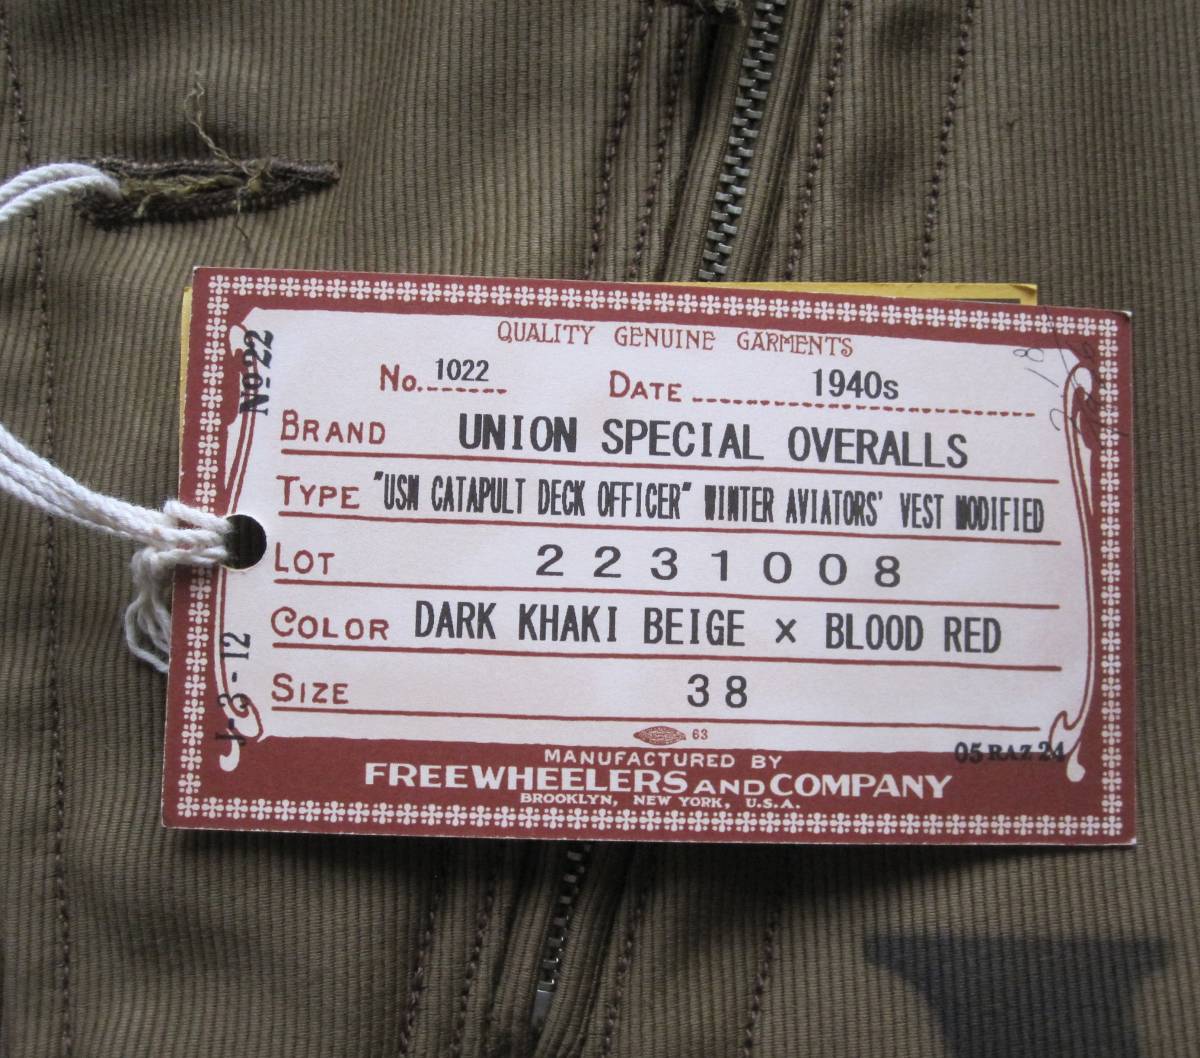 QUALITY GENUINE GARMENTS
No. 1022 DATE 1940s
No 22
BRAND UNION SPECIAL OVERALLS
TYPE "USN CATAPULT DECK OFFICER" WINTER AVIATORS' VEST MODIFIED
LOT 2231008
COLOR DARK KHAKI BEIGE × BLOOD RED
J-3-12
SIZE 38
63
05 RAZ 24
MANUFACTURED BY
FREEWHEELERS AND COMPANY
BROOKLYN, NEW YORK, U.S.A.